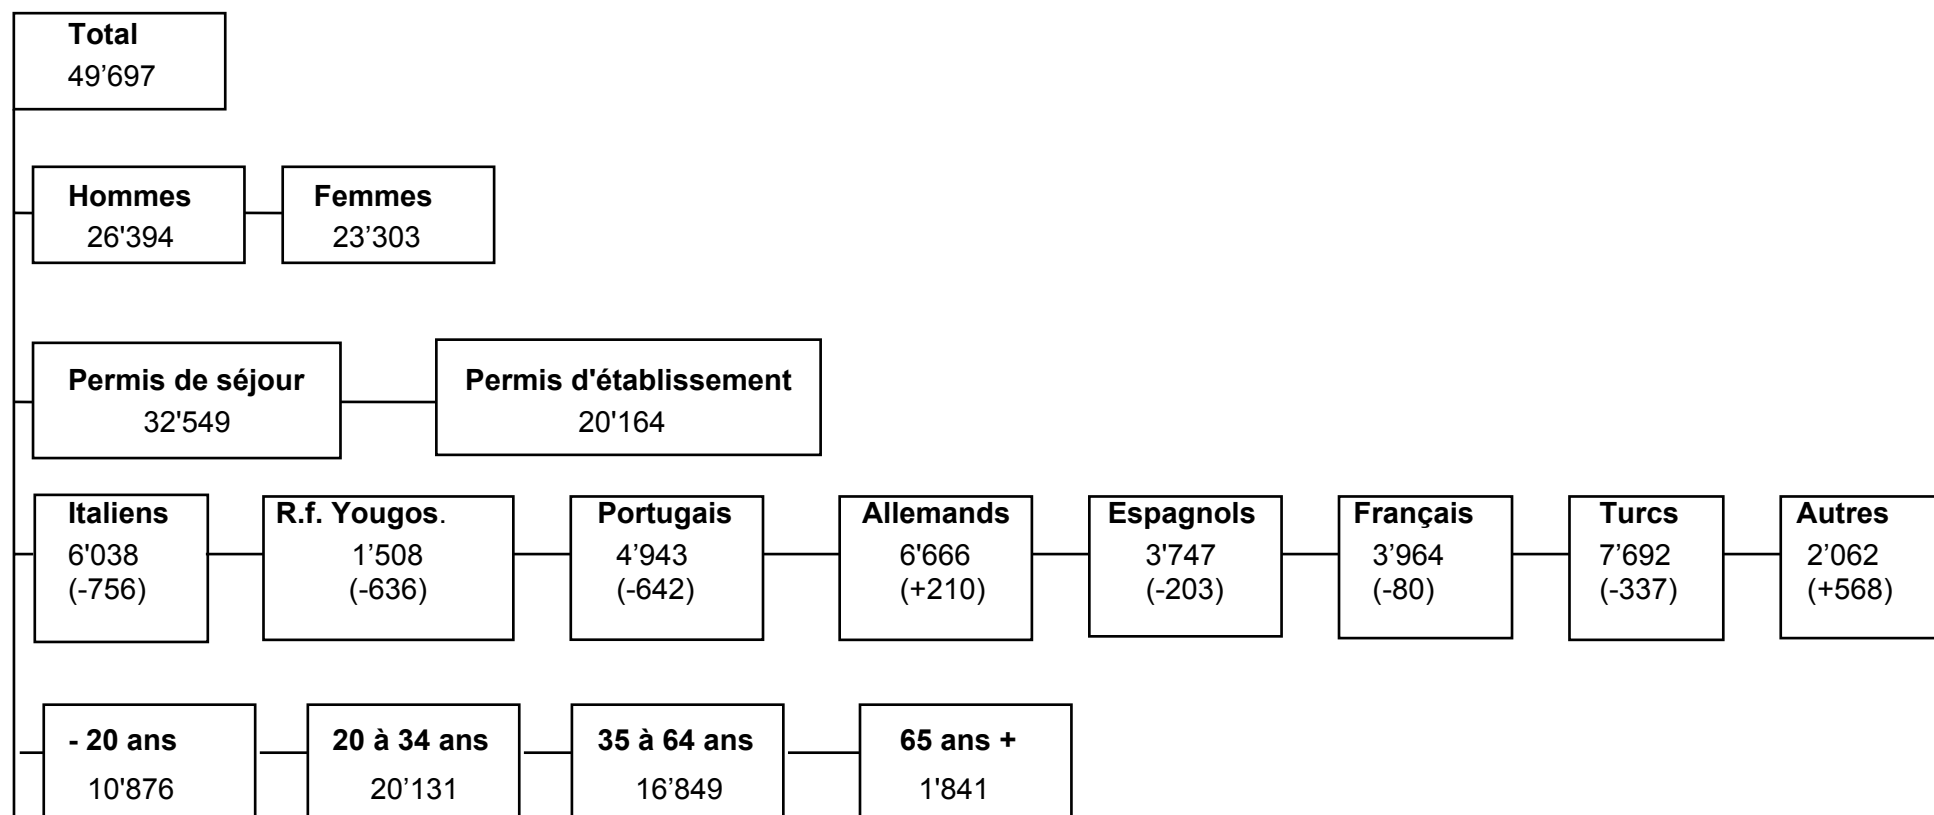 Total
49’697
Hommes
26'394
Femmes
23’303
Permis de séjour
32'549
Permis d'établissement
20'164
Italiens
6'038
(-756)
R.f. Yougos.
1’508
(-636)
Portugais
4’943
(-642)
Allemands
6'666
(+210)
Espagnols
3'747
(-203)
Français
3’964
(-80)
Turcs
7’692
(-337)
Autres
2’062
(+568)
- 20 ans
10'876
20 à 34 ans
20’131
35 à 64 ans
16’849
65 ans +
1'841